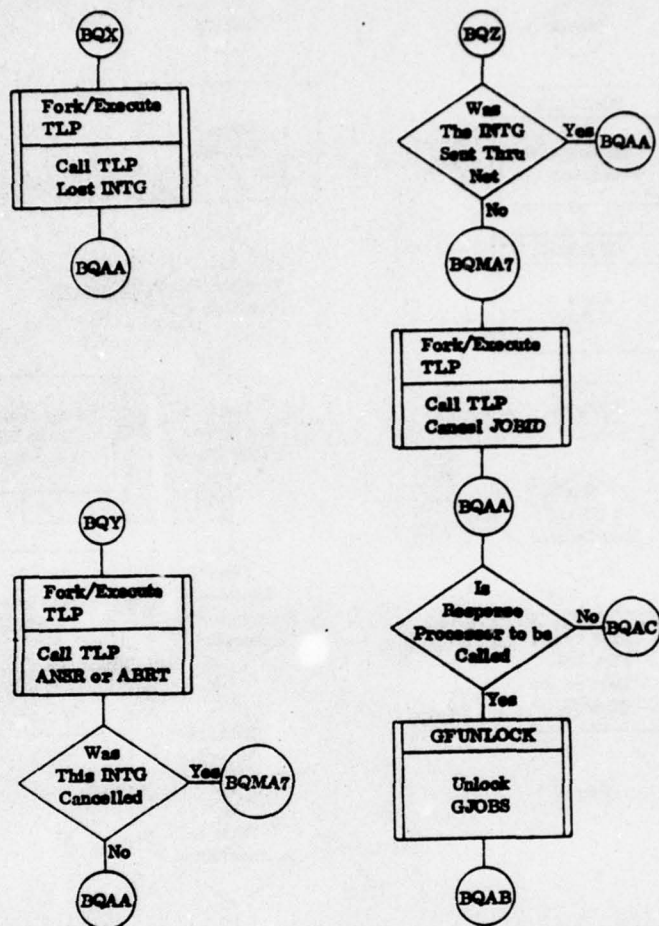 BQX
Fork/Execute
TLP
Call TLP
Lost INTG
BQAA
BQY
Fork/Execute
TLP
Call TLP
ANSR or ABRT
Was
This INTG
Cancelled
Yes
BQMA7
No
BQAA
BQZ
Was
The INTG
Sent Thru
Net
Yes
BQAA
No
BQMA7
Fork/Execute
TLP
Call TLP
Cancel JOBID
BQAA
Is
Response
Processor to be
Called
No
BQAC
Yes
GFUNLOCK
Unlock
GJOBS
BQAB